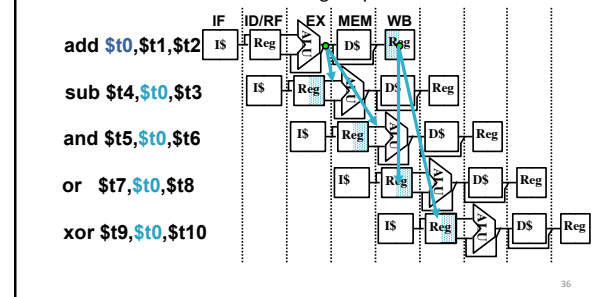 IF ID/RF EX MEM WB
add $t0,$t1,$t2 I$ Reg ALU D$ Reg
sub $t4,$t0,$t3 I$ Reg ALU D$ Reg
and $t5,$t0,$t6 I$ Reg ALU D$ Reg
or $t7,$t0,$t8 I$ Reg ALU D$ Reg
xor $t9,$t0,$t10 I$ Reg ALU D$ Reg
36